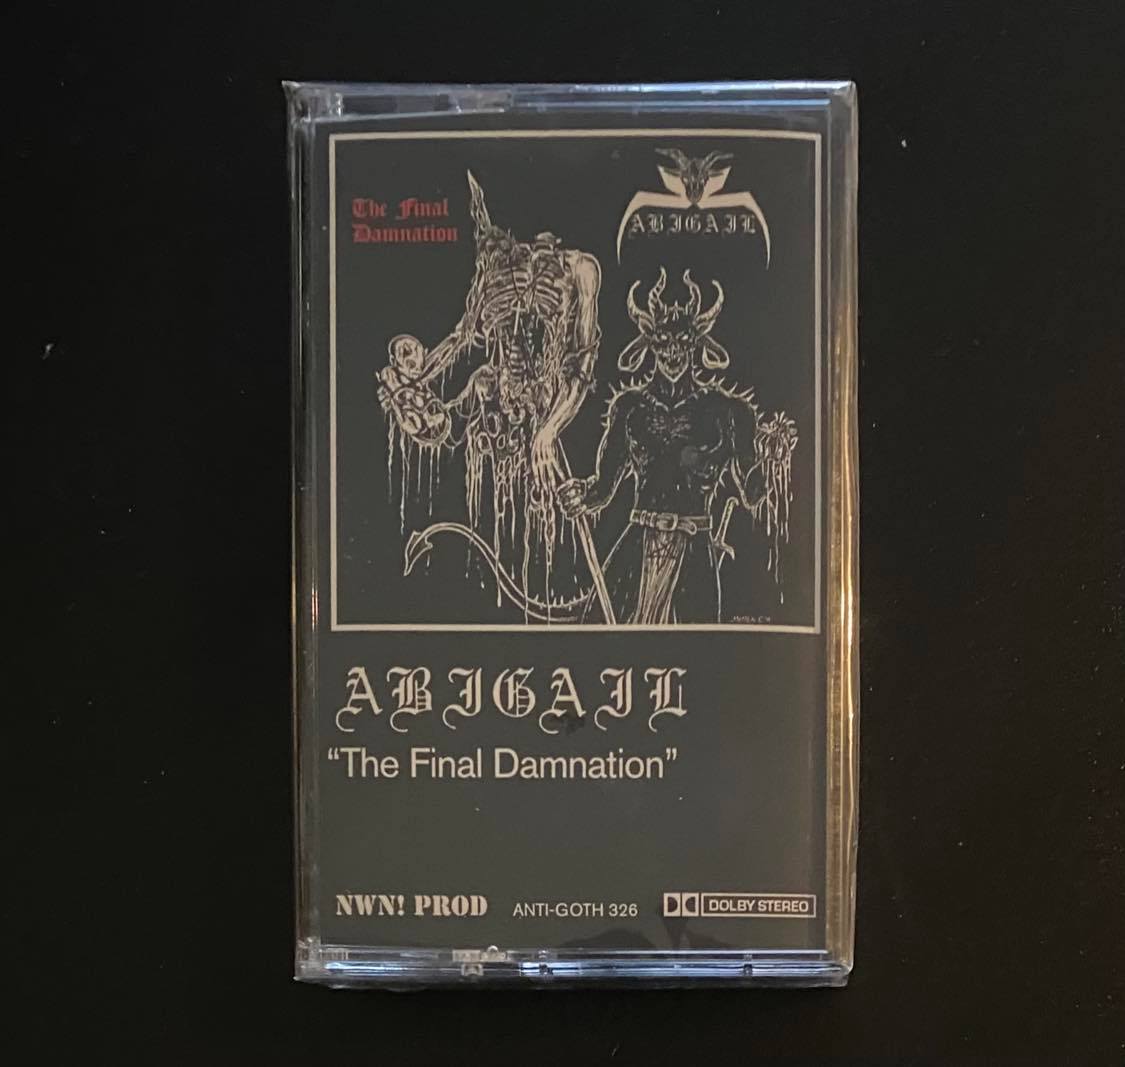 The Final
Damnation
ABIGAIL
ABIGAIL
“The Final Damnation”
NWN! PROD
ANTI-GOTH 326
DOLBY STEREO